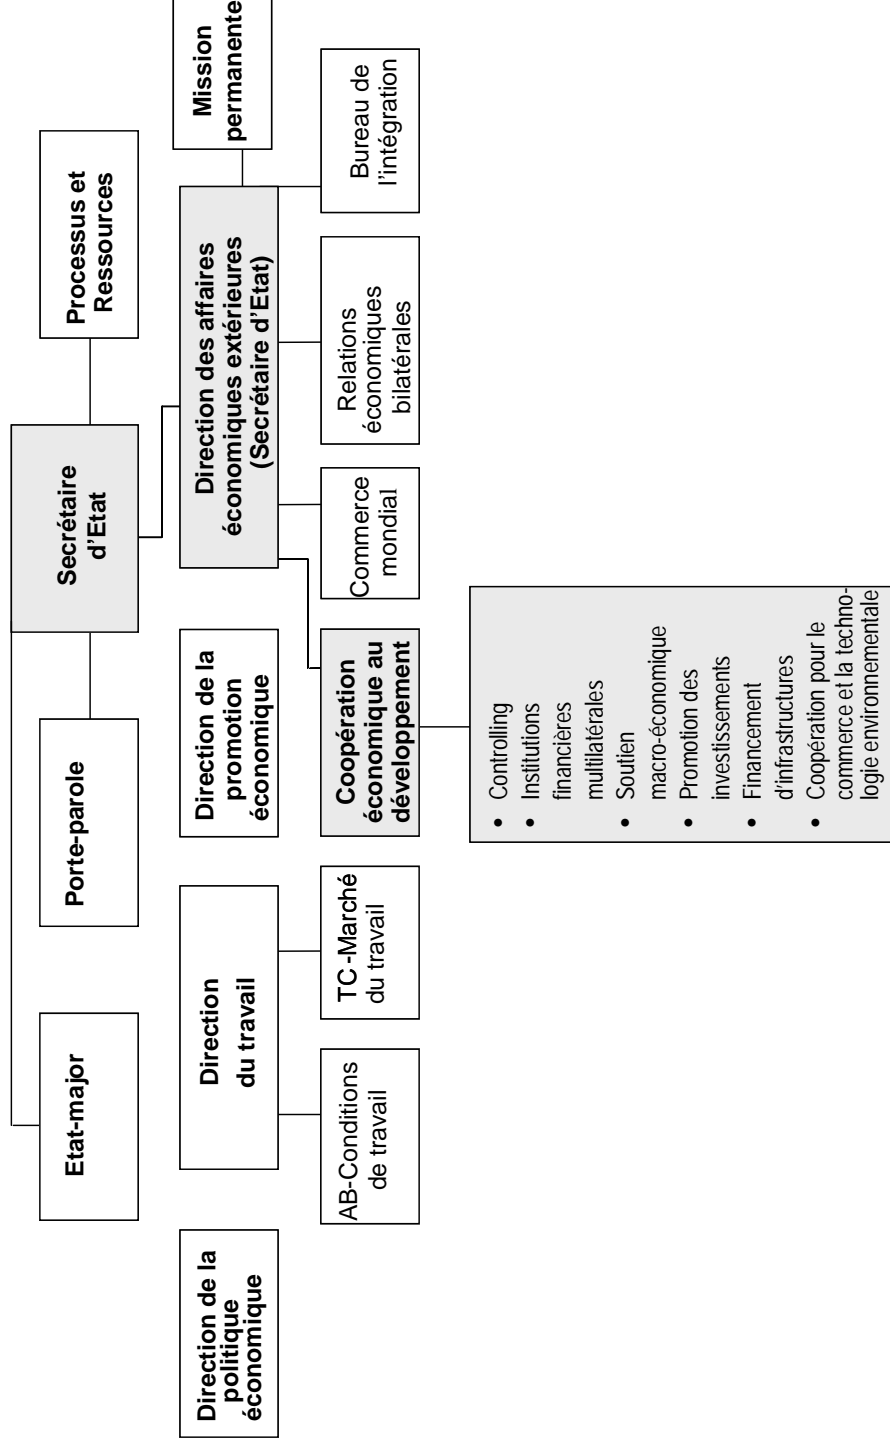 Secrétaire
d’Etat
Etat-major
Porte-parole
Processus et
Ressources
Direction de la
politique
économique
Direction
du travail
Direction de la
promotion
économique
Direction des affaires
économiques extérieures
(Secrétaire d’Etat)
Mission
permanente
AB-Conditions
de travail
TC -Marché
du travail
Coopération
économique au
développement
Commerce
mondial
Relations
économiques
bilatérales
Bureau de
l’intégration
• Controlling
• Institutions
financières
multilatérales
• Soutien
macro-économique
• Promotion des
investissements
• Financement
d’infrastructures
• Coopération pour le
commerce et la techno-
logie environnementale